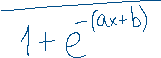 1 + e^{-(ax+b)}